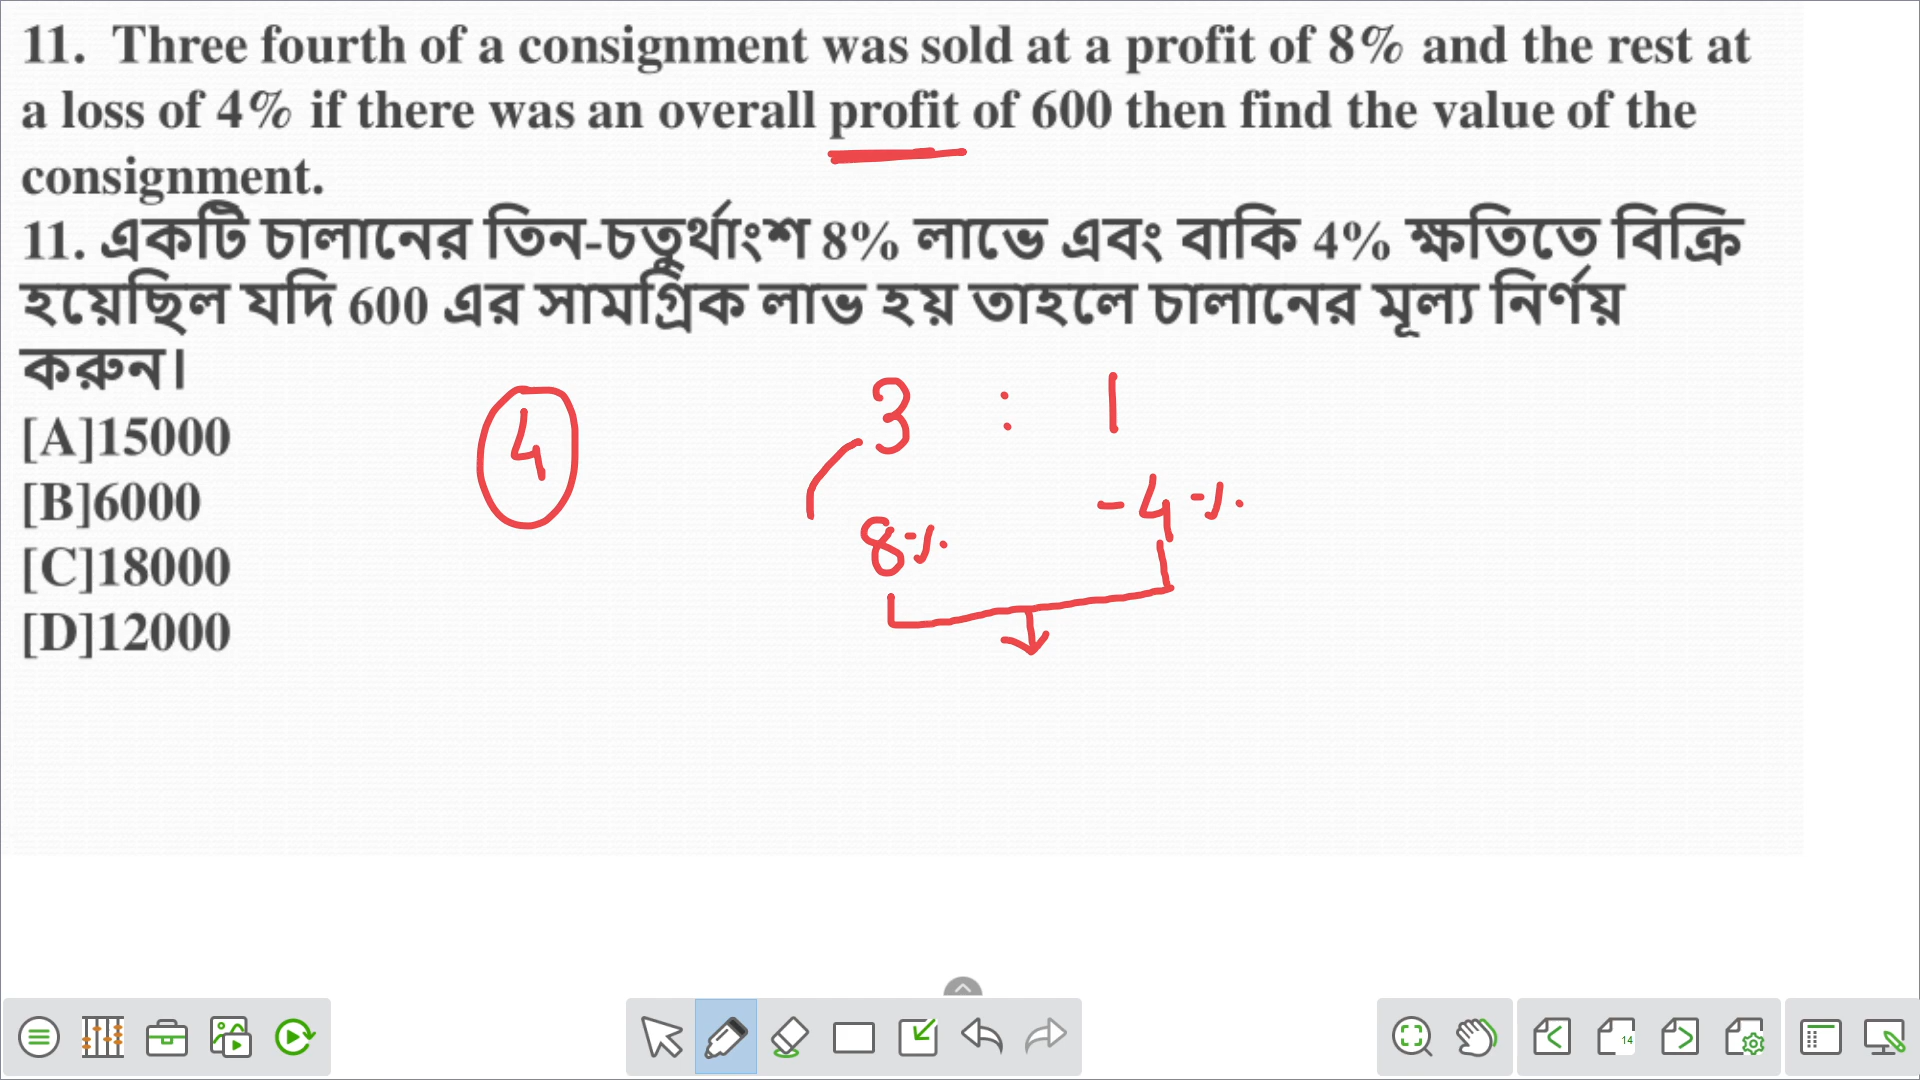 11. Three fourth of a consignment was sold at a profit of 8% and the rest at
a loss of 4% if there was an overall profit of 600 then find the value of the
consignment.
11. একটি চালানের তিন-চতুর্থাংশ 8% লাভে এবং বাকি 4% ক্ষতিতে বিক্রি
হয়েছিল যদি 600 এর সামগ্রিক লাভ হয় তাহলে চালানের মূল্য নির্ণয়
করুন।
[A]15000
[B]6000
[C]18000
[D]12000
4
3 : 1
8% -4%
14